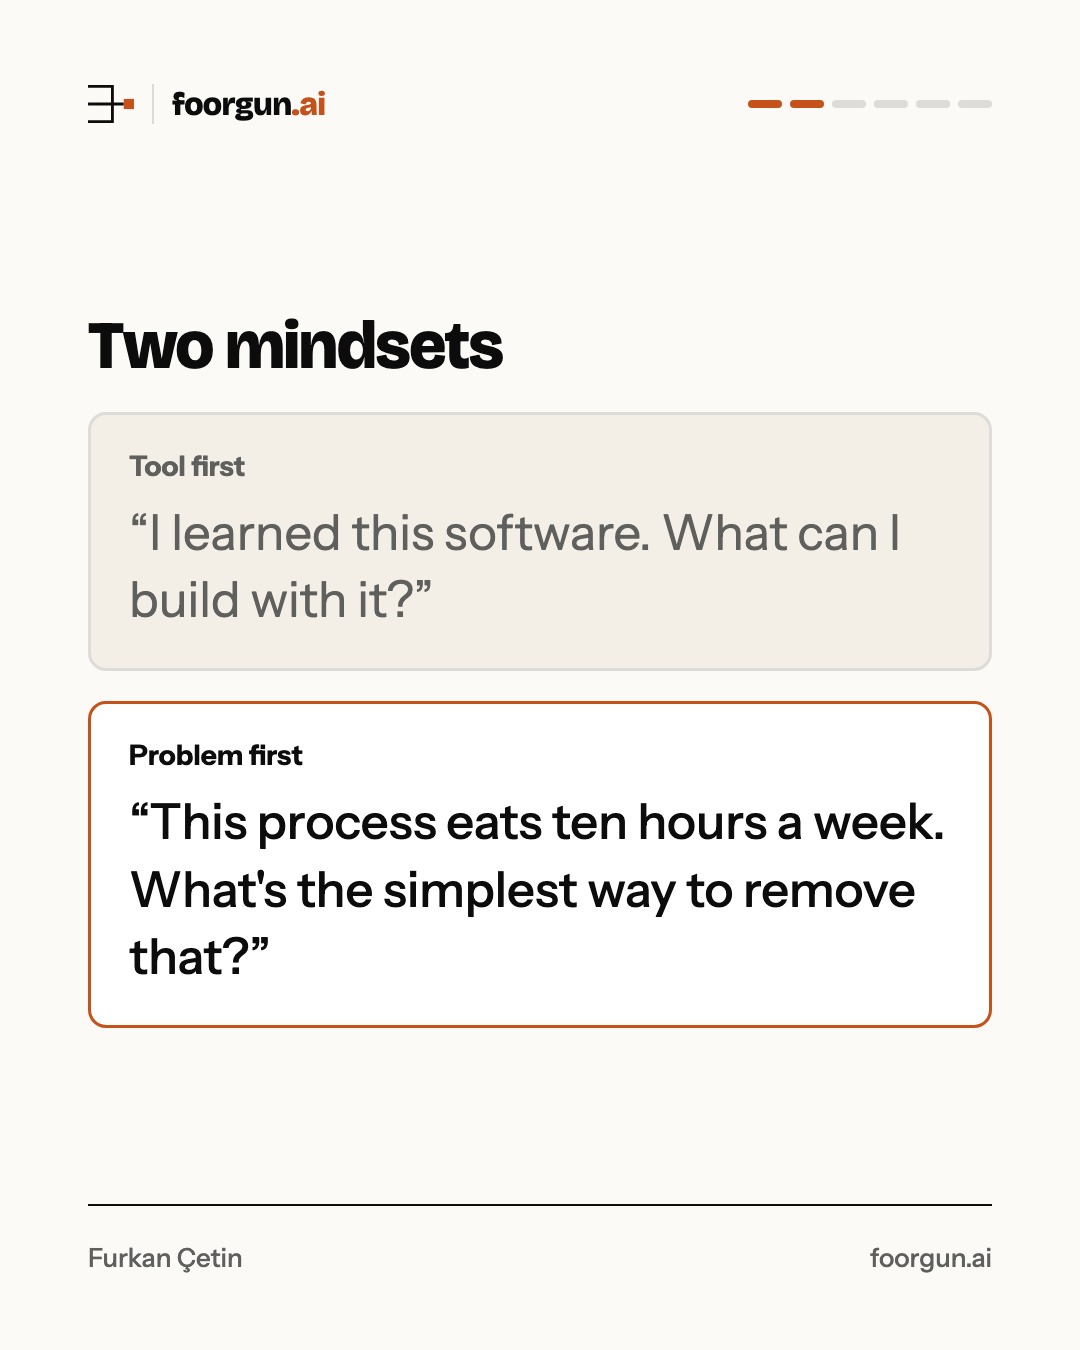 foorgun.ai
Two mindsets
Tool first
“I learned this software. What can I
build with it?”
Problem first
“This process eats ten hours a week.
What's the simplest way to remove
that?”
Furkan Çetin
foorgun.ai